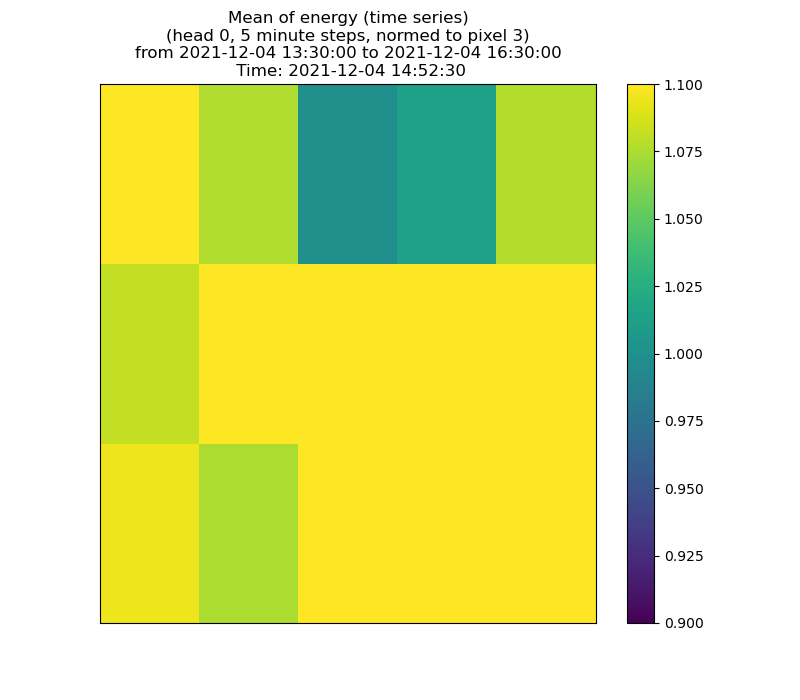 Mean of energy (time series)
(head 0, 5 minute steps, normed to pixel 3)
from 2021-12-04 13:30:00 to 2021-12-04 16:30:00
Time: 2021-12-04 14:52:30
1.100
1.075
1.050
1.025
1.000
0.975
0.950
0.925
0.900